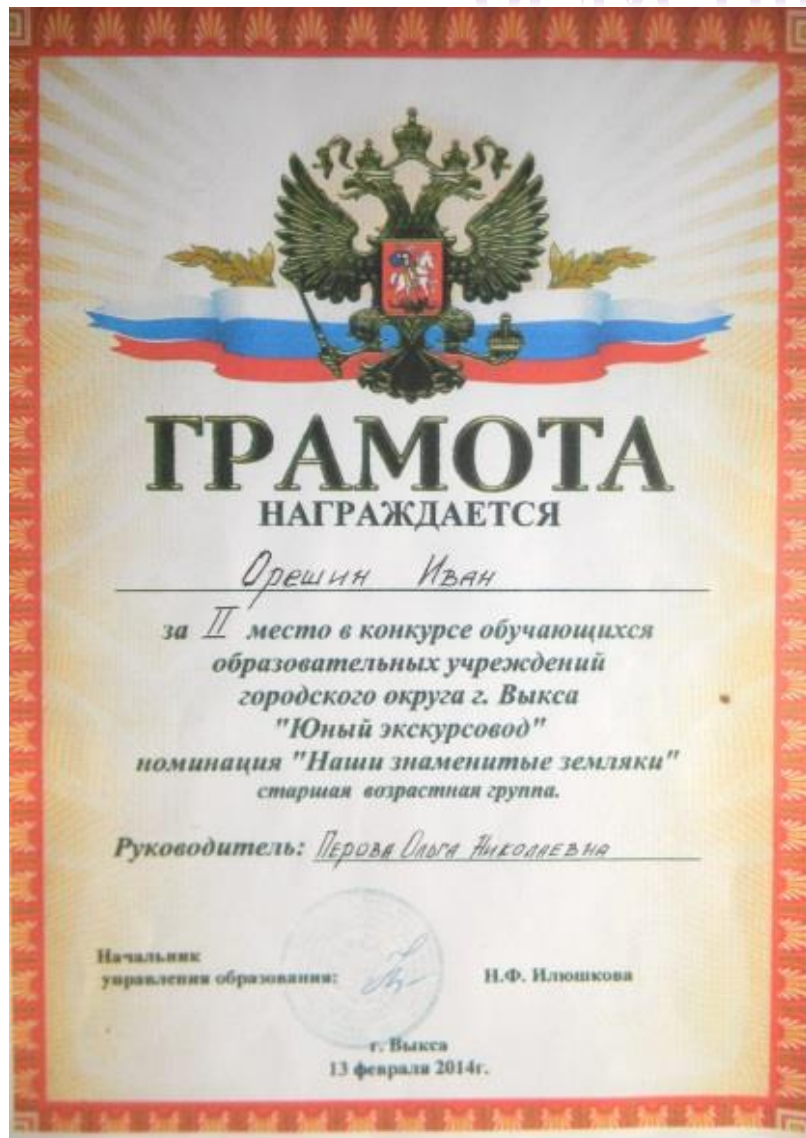 ГРАМОТА
НАГРАЖДАЕТСЯ
Орешин Иван
за II место в конкурсе обучающихся
образовательных учреждений
городского округа г. Выкса
"Юный экскурсовод"
номинация "Наши знаменитые земляки"
старшая возрастная группа.
Руководитель: Перова Ольга Николаевна
Начальник
управления образования: Н.Ф. Илюшкова
г. Выкса
13 февраля 2014г.